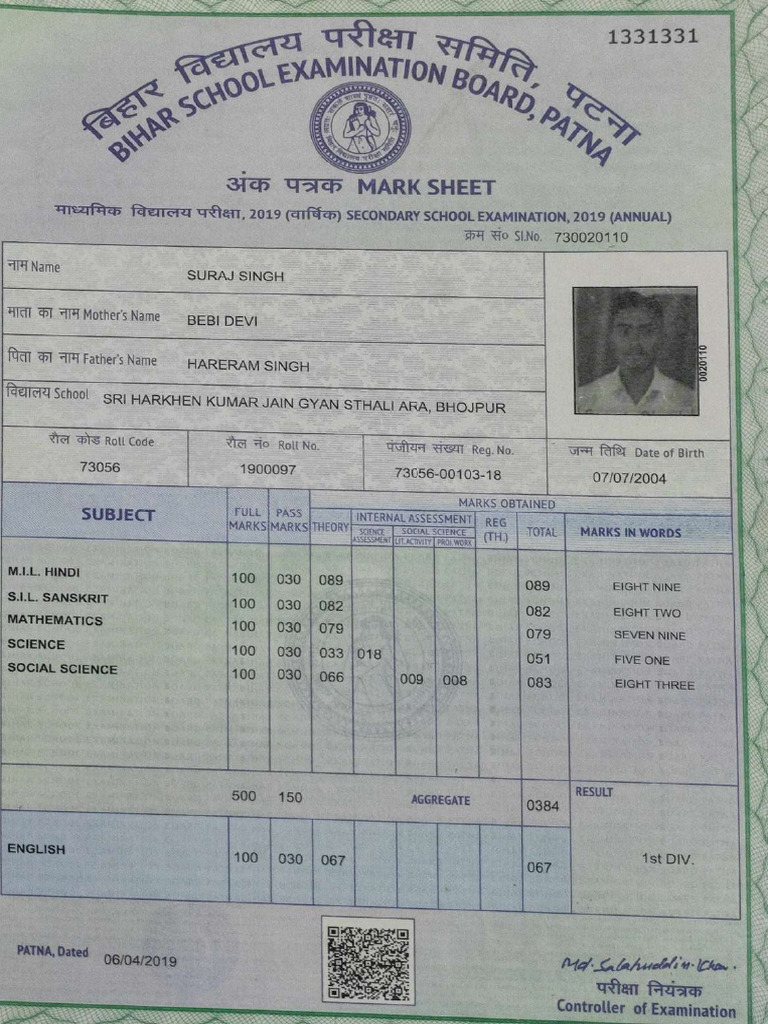 1331331
बिहार विद्यालय परीक्षा समिति, पटना
BIHAR SCHOOL EXAMINATION BOARD, PATNA
अंक पत्रक MARK SHEET
माध्यमिक विद्यालय परीक्षा, 2019 (वार्षिक) SECONDARY SCHOOL EXAMINATION, 2019 (ANNUAL)
क्रम सं० Sl.No. 730020110
नाम Name SURAJ SINGH
माता का नाम Mother's Name BEBI DEVI
पिता का नाम Father's Name HARERAM SINGH
विद्यालय School SRI HARKHEN KUMAR JAIN GYAN STHALI ARA, BHOJPUR
0020110
रौल कोड Roll Code रौल नं० Roll No. पंजीयन संख्या Reg. No. जन्म तिथि Date of Birth
73056 1900097 73056-00103-18 07/07/2004
MARKS OBTAINED
SUBJECT FULL MARKS PASS MARKS THEORY INTERNAL ASSESSMENT REG (TH.) TOTAL MARKS IN WORDS
SCIENCE ASSESSMENT SOCIAL SCIENCE
LIT. ACTIVITY PROJ. WORK
M.I.L. HINDI 100 030 089 089 EIGHT NINE
S.I.L. SANSKRIT 100 030 082 082 EIGHT TWO
MATHEMATICS 100 030 079 079 SEVEN NINE
SCIENCE 100 030 033 018 051 FIVE ONE
SOCIAL SCIENCE 100 030 066 009 008 083 EIGHT THREE
500 150 AGGREGATE 0384 RESULT
ENGLISH 100 030 067 067 1st DIV.
PATNA, Dated 06/04/2019
Md. Salahuddin Khan.
परीक्षा नियंत्रक
Controller of Examination